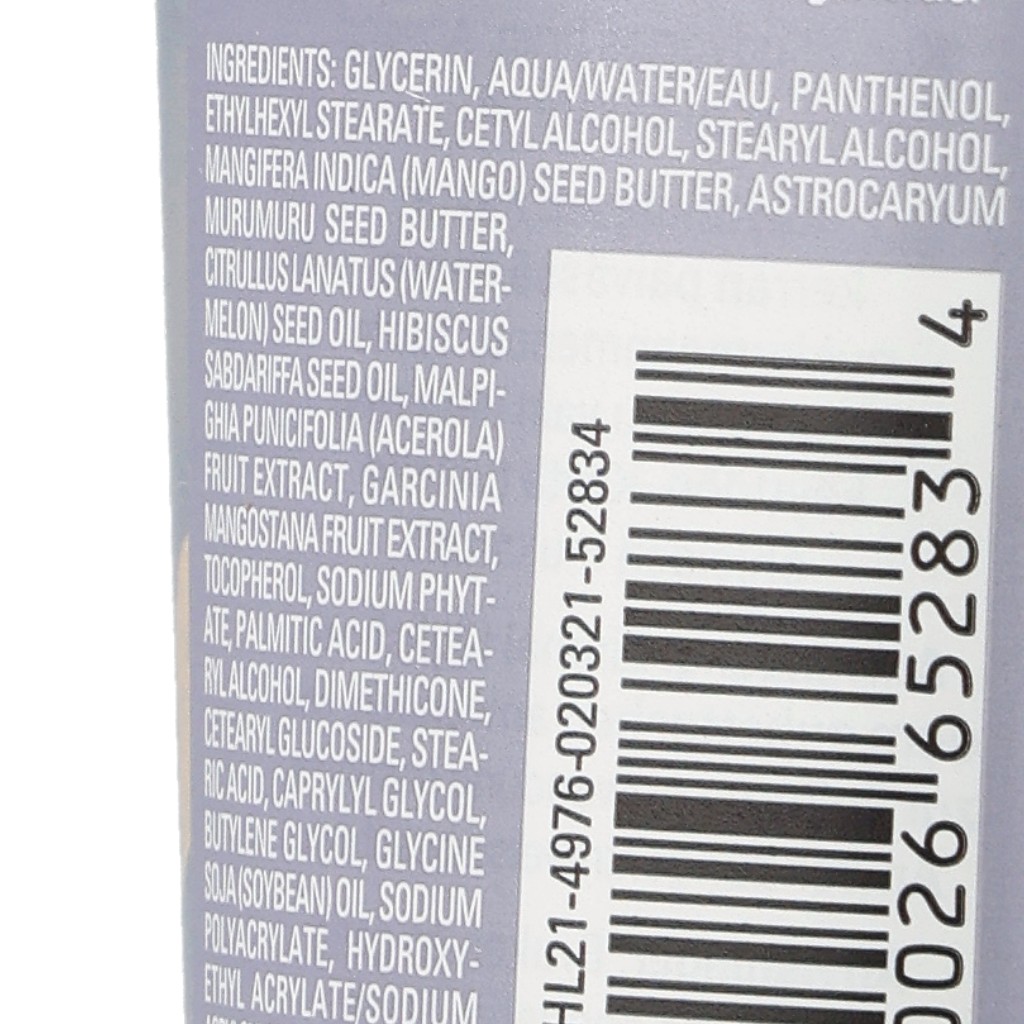 INGREDIENTS: GLYCERIN, AQUA/WATER/EAU, PANTHENOL,
ETHYLHEXYL STEARATE, CETYL ALCOHOL, STEARYL ALCOHOL,
MANGIFERA INDICA (MANGO) SEED BUTTER, ASTROCARYUM
MURUMURU SEED BUTTER,
CITRULLUS LANATUS (WATER-
MELON) SEED OIL, HIBISCUS
SABDARIFFA SEED OIL, MALPI-
GHIA PUNICIFOLIA (ACEROLA)
FRUIT EXTRACT, GARCINIA
MANGOSTANA FRUIT EXTRACT,
TOCOPHEROL, SODIUM PHYT-
ATE, PALMITIC ACID, CETEA-
RYL ALCOHOL, DIMETHICONE,
CETEARYL GLUCOSIDE, STEA-
RIC ACID, CAPRYLYL GLYCOL,
BUTYLENE GLYCOL, GLYCINE
SOJA (SOYBEAN) OIL, SODIUM
POLYACRYLATE, HYDROXY-
ETHYL ACRYLATE/SODIUM
HL21-4976-020321-52834
026 65283 4